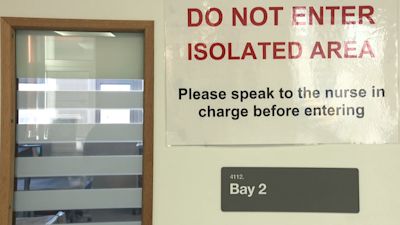 DO NOT ENTER
ISOLATED AREA
Please speak to the nurse in
charge before entering
4112.
Bay 2